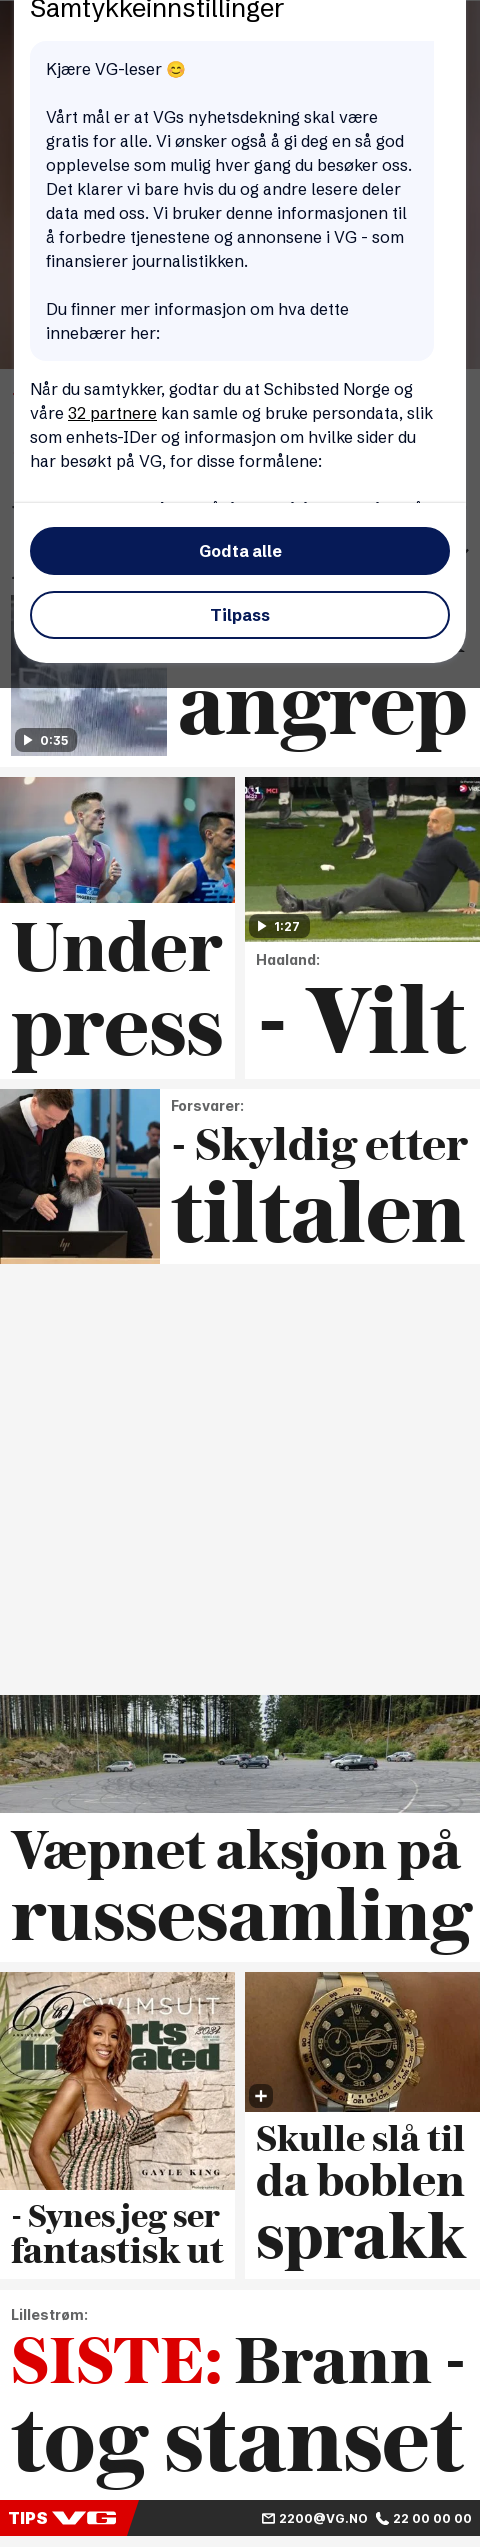 Samtykkeinnstillinger
Kjære VG-leser 😊
Vårt mål er at VGs nyhetsdekning skal være
gratis for alle. Vi ønsker også å gi deg en så god
opplevelse som mulig hver gang du besøker oss.
Det klarer vi bare hvis du og andre lesere deler
data med oss. Vi bruker denne informasjonen til
å forbedre tjenestene og annonsene i VG - som
finansierer journalistikken.
Du finner mer informasjon om hva dette
innebærer her:
Når du samtykker, godtar du at Schibsted Norge og
våre 32 partnere kan samle og bruke persondata, slik
som enhets-IDer og informasjon om hvilke sider du
har besøkt på VG, for disse formålene:
Godta alle
Tilpass
angrep
0:35
MCI
1:27
Under
press
Haaland:
- Vilt
Forsvarer:
- Skyldig etter
tiltalen
Væpnet aksjon på
russesamling
60th
SWIMSUIT
ANNIVERSARY
2024
Sports
Illustrated
GAYLE KING
- Synes jeg ser
fantastisk ut
Skulle slå til
da boblen
sprakk
Lillestrøm:
SISTE: Brann -
tog stanset
TIPS VG
2200@VG.NO
22 00 00 00